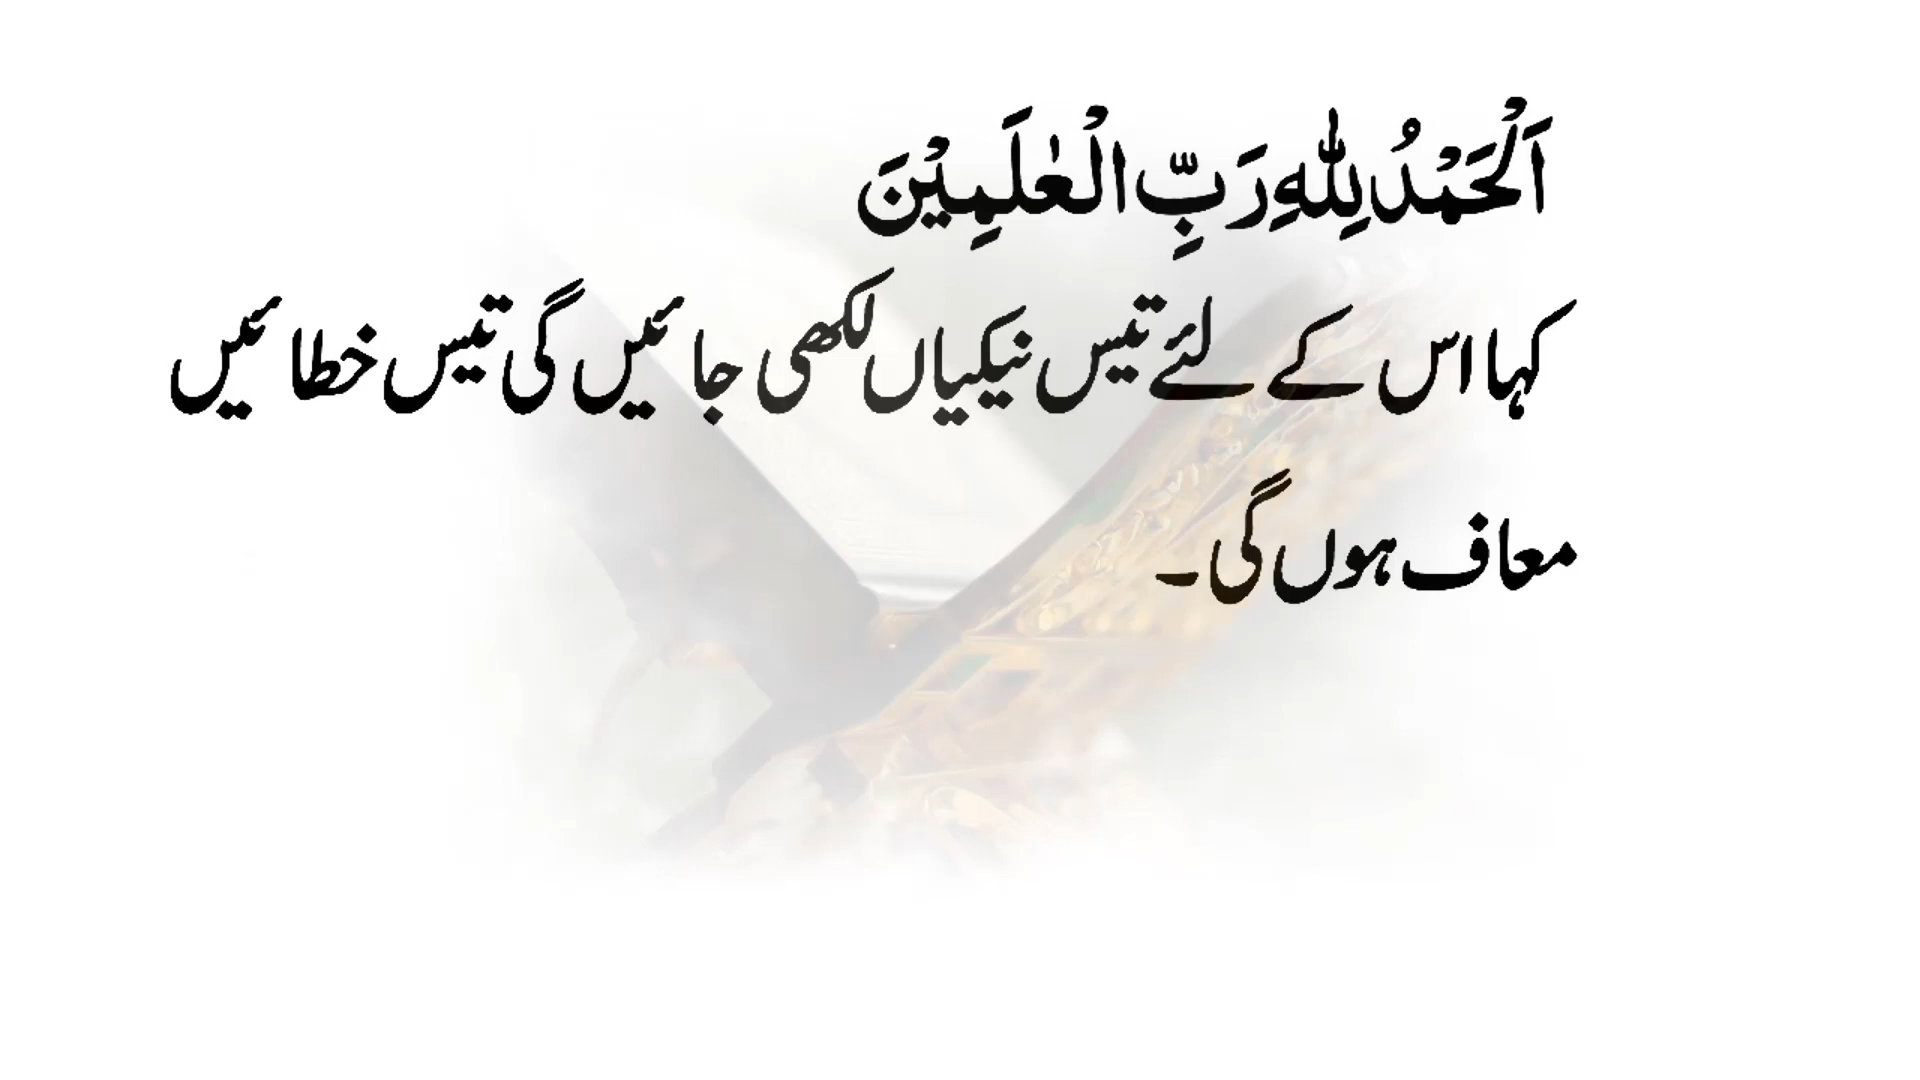 اَلْحَمْدُ لِلّٰهِ رَبِّ الْعٰلَمِیْنَ
کہا اس کے لئے تیس نیکیاں لکھی جائیں گی تیس خطائیں
معاف ہوں گی۔